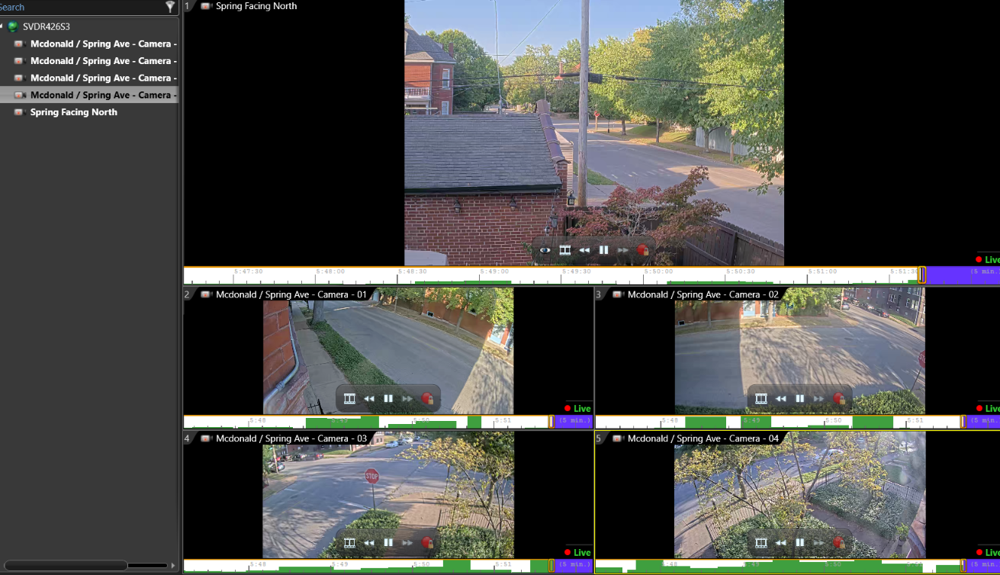 Search
SVDR426S3
Mcdonald / Spring Ave - Camera -
Mcdonald / Spring Ave - Camera -
Mcdonald / Spring Ave - Camera -
Mcdonald / Spring Ave - Camera -
Spring Facing North
1 Spring Facing North
Live
5:47:30 5:48:00 5:48:30 5:49:00 5:49:30 5:50:00 5:50:30 5:51:00 5:51:30 (5 min.
2 Mcdonald / Spring Ave - Camera - 01
Live
5:48 5:49 5:50 5:51 (5 min.)
3 Mcdonald / Spring Ave - Camera - 02
Live
5:48 5:49 5:50 5:51 (5 min.
4 Mcdonald / Spring Ave - Camera - 03
STOP
Live
5:48 5:49 5:50 5:51 (5 min.)
5 Mcdonald / Spring Ave - Camera - 04
Live
5:48 5:49 5:50 5:51 (5 min.